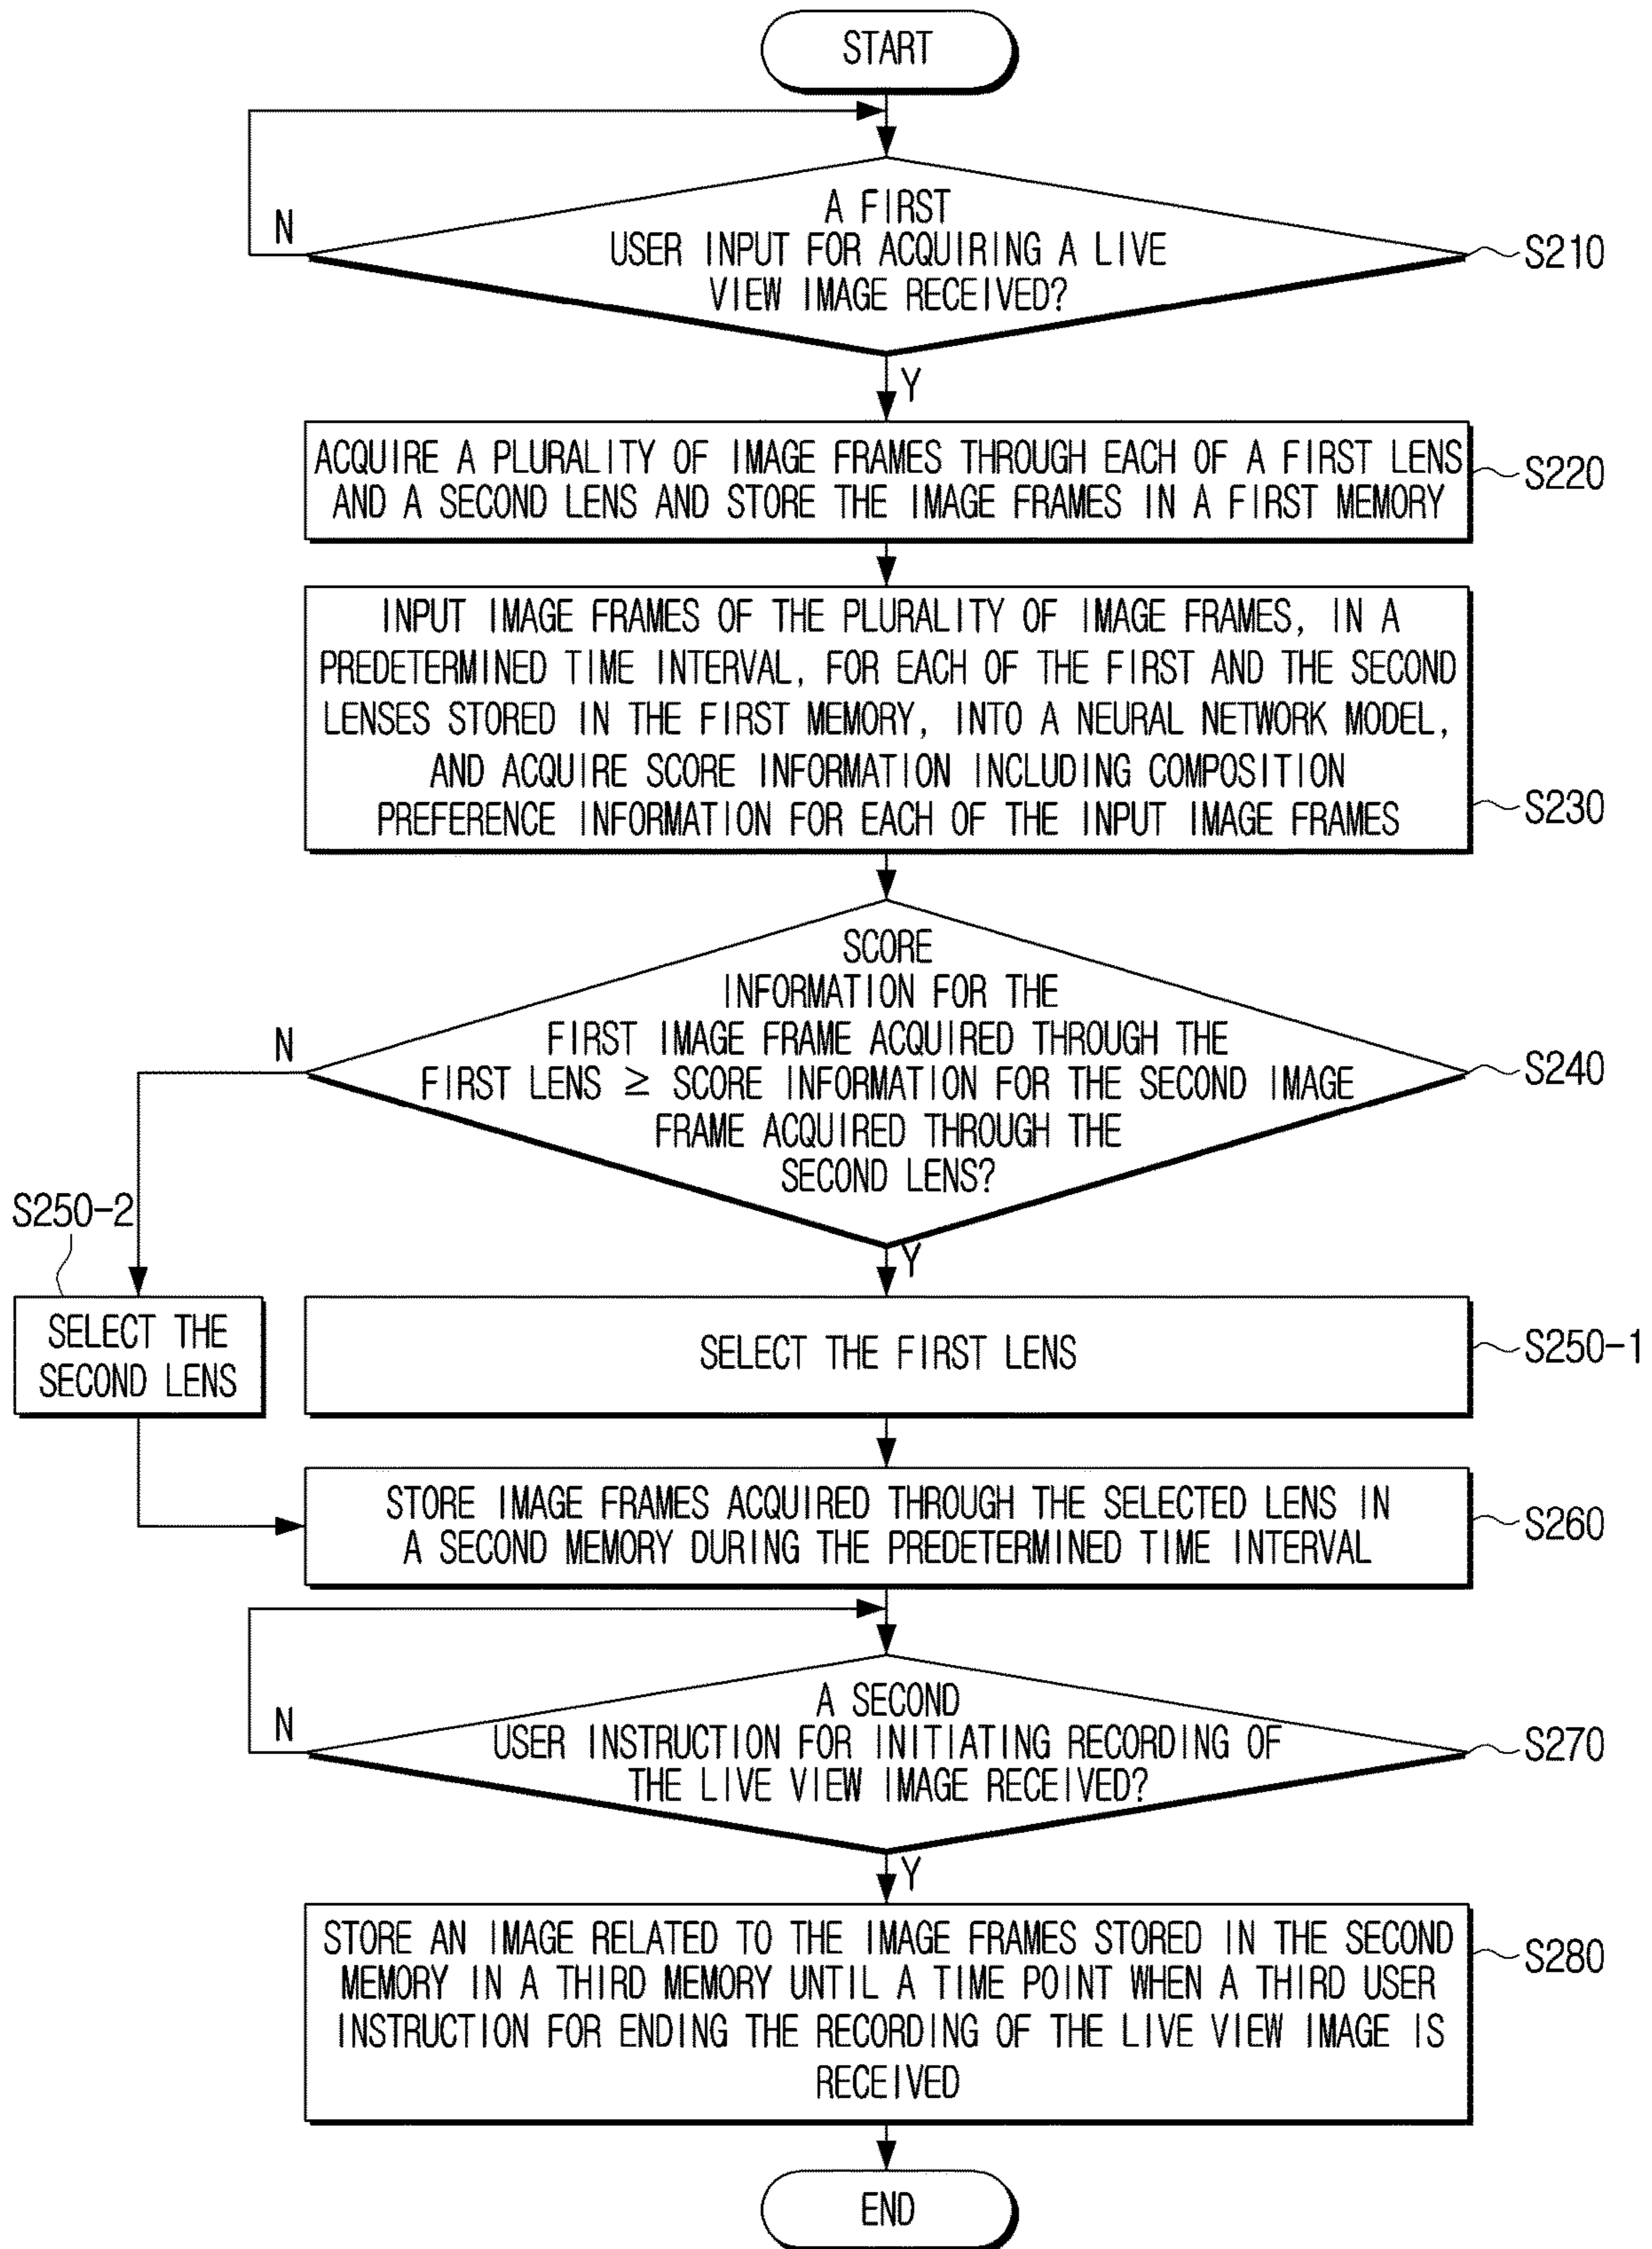 START
N
A FIRST
USER INPUT FOR ACQUIRING A LIVE
VIEW IMAGE RECEIVED?
S210
Y
ACQUIRE A PLURALITY OF IMAGE FRAMES THROUGH EACH OF A FIRST LENS
AND A SECOND LENS AND STORE THE IMAGE FRAMES IN A FIRST MEMORY
S220
INPUT IMAGE FRAMES OF THE PLURALITY OF IMAGE FRAMES, IN A
PREDETERMINED TIME INTERVAL, FOR EACH OF THE FIRST AND THE SECOND
LENSES STORED IN THE FIRST MEMORY, INTO A NEURAL NETWORK MODEL,
AND ACQUIRE SCORE INFORMATION INCLUDING COMPOSITION
PREFERENCE INFORMATION FOR EACH OF THE INPUT IMAGE FRAMES
S230
SCORE
INFORMATION FOR THE
FIRST IMAGE FRAME ACQUIRED THROUGH THE
FIRST LENS ≥ SCORE INFORMATION FOR THE SECOND IMAGE
FRAME ACQUIRED THROUGH THE
SECOND LENS?
N
S240
Y
S250-2
SELECT THE
SECOND LENS
SELECT THE FIRST LENS
S250-1
STORE IMAGE FRAMES ACQUIRED THROUGH THE SELECTED LENS IN
A SECOND MEMORY DURING THE PREDETERMINED TIME INTERVAL
S260
N
A SECOND
USER INSTRUCTION FOR INITIATING RECORDING OF
THE LIVE VIEW IMAGE RECEIVED?
S270
Y
STORE AN IMAGE RELATED TO THE IMAGE FRAMES STORED IN THE SECOND
MEMORY IN A THIRD MEMORY UNTIL A TIME POINT WHEN A THIRD USER
INSTRUCTION FOR ENDING THE RECORDING OF THE LIVE VIEW IMAGE IS
RECEIVED
S280
END